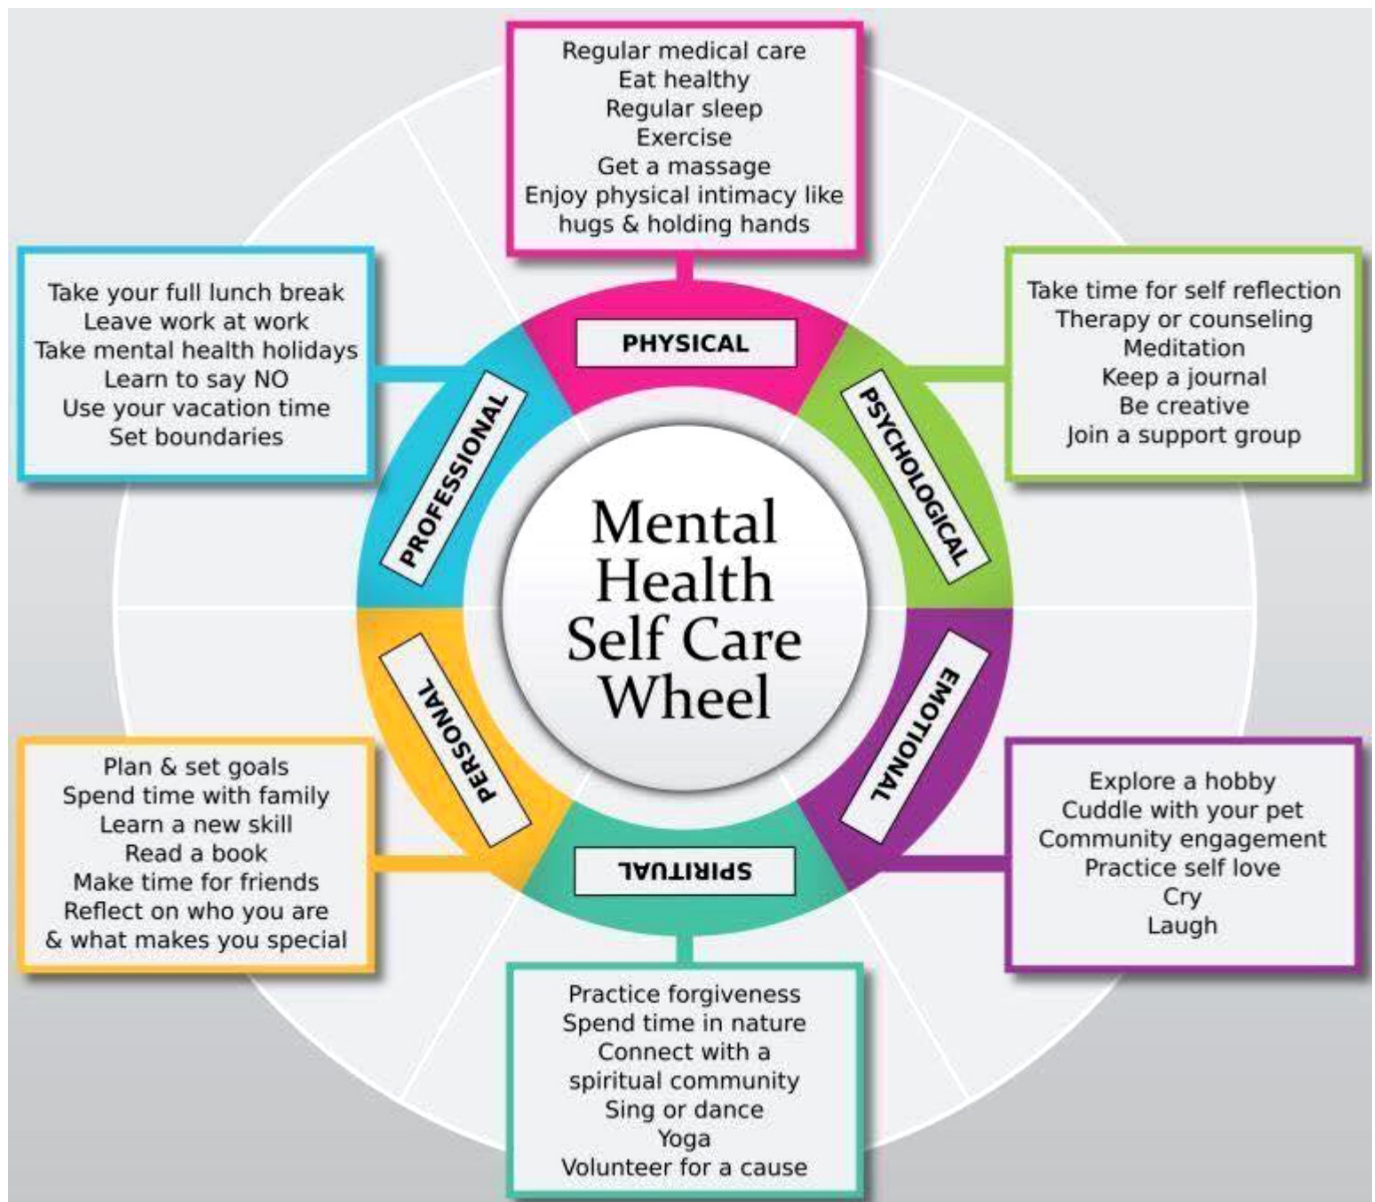 Regular medical care
Eat healthy
Regular sleep
Exercise
Get a massage
Enjoy physical intimacy like
hugs & holding hands
PHYSICAL
Take your full lunch break
Leave work at work
Take mental health holidays
Learn to say NO
Use your vacation time
Set boundaries
PROFESSIONAL
Take time for self reflection
Therapy or counseling
Meditation
Keep a journal
Be creative
Join a support group
PSYCHOLOGICAL
Mental
Health
Self Care
Wheel
PERSONAL
Plan & set goals
Spend time with family
Learn a new skill
Read a book
Make time for friends
Reflect on who you are
& what makes you special
EMOTIONAL
Explore a hobby
Cuddle with your pet
Community engagement
Practice self love
Cry
Laugh
SPIRITUAL
Practice forgiveness
Spend time in nature
Connect with a
spiritual community
Sing or dance
Yoga
Volunteer for a cause